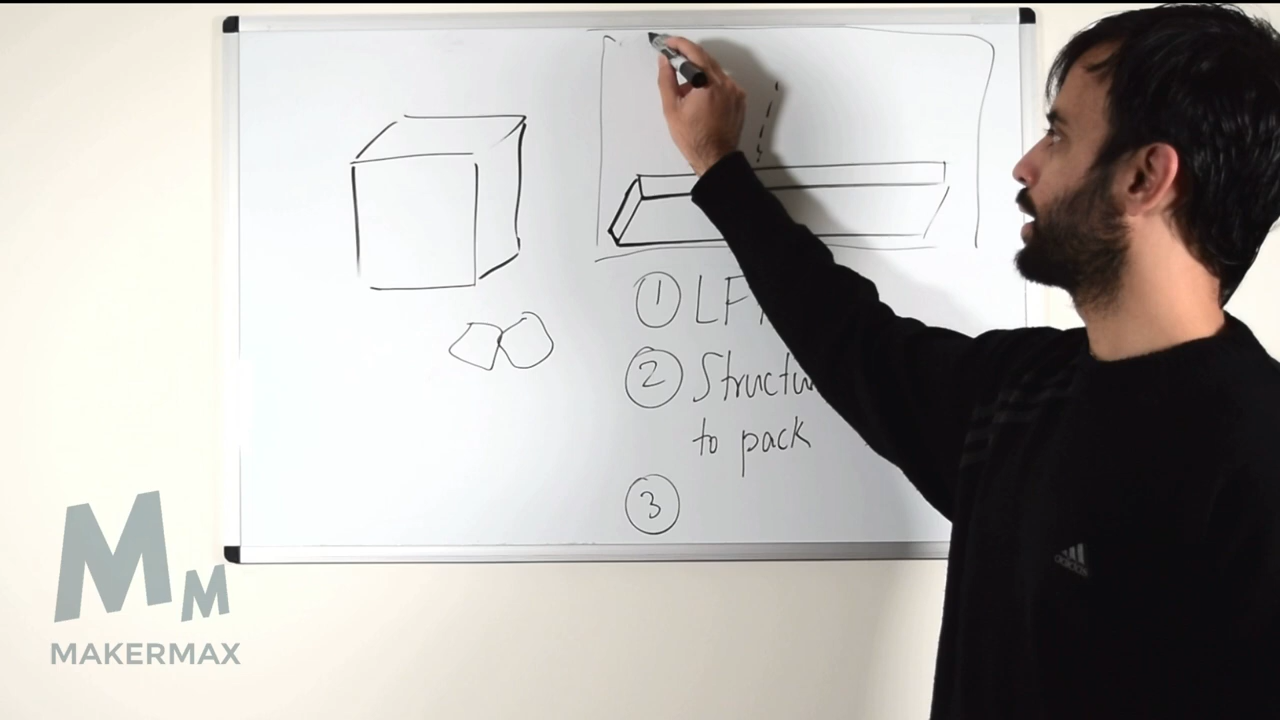 ① LF
② Structu
to pack
③
M M
MAKERMAX